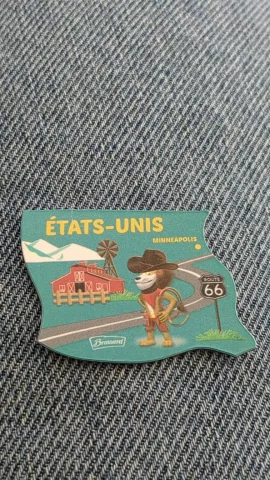 ÉTATS-UNIS
MINNEAPOLIS
ROUTE
66
Brossard